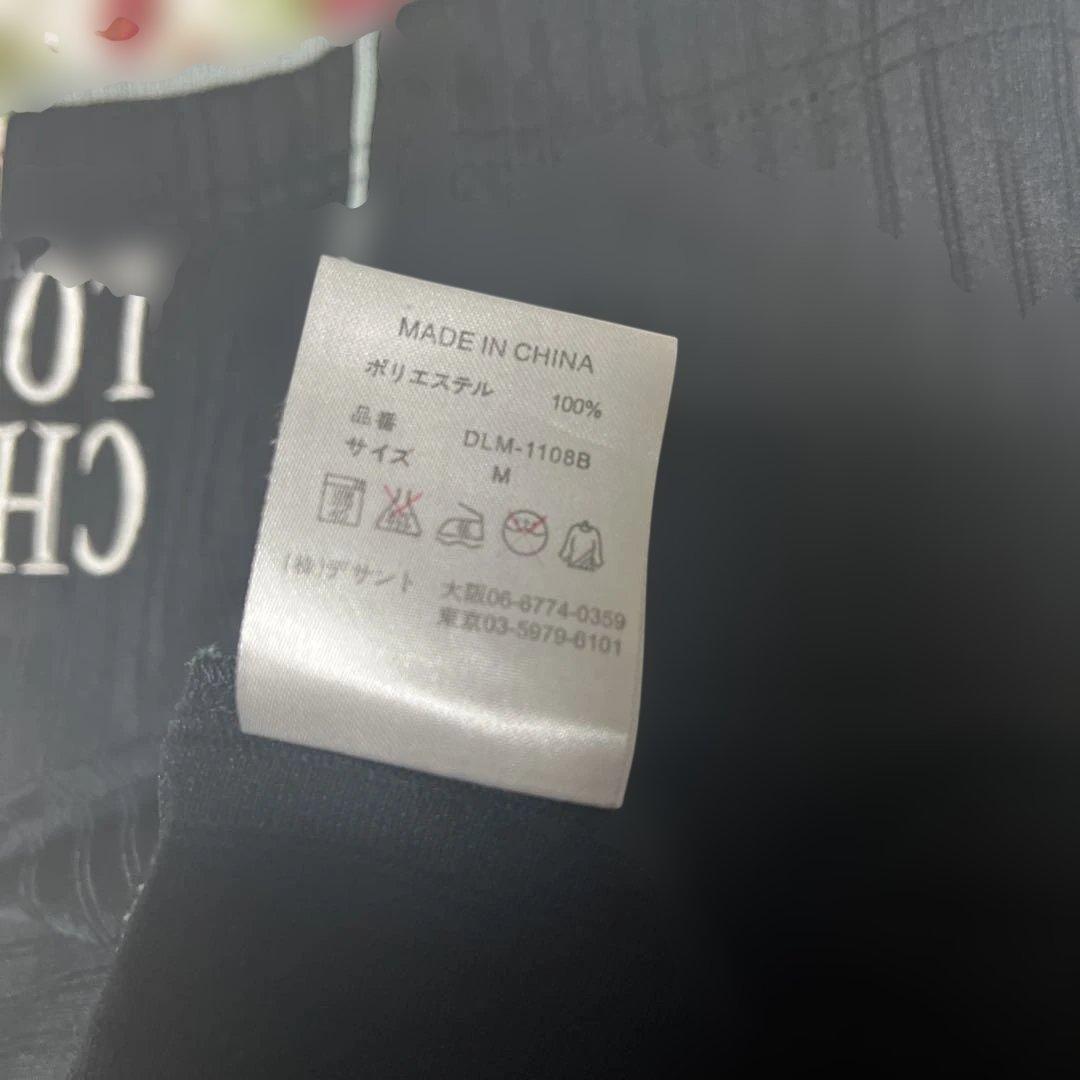 MADE IN CHINA
ポリエステル 100%
品番 DLM-1108B
サイズ M
(株)デサント 大阪06-6774-0359
東京03-5979-6101